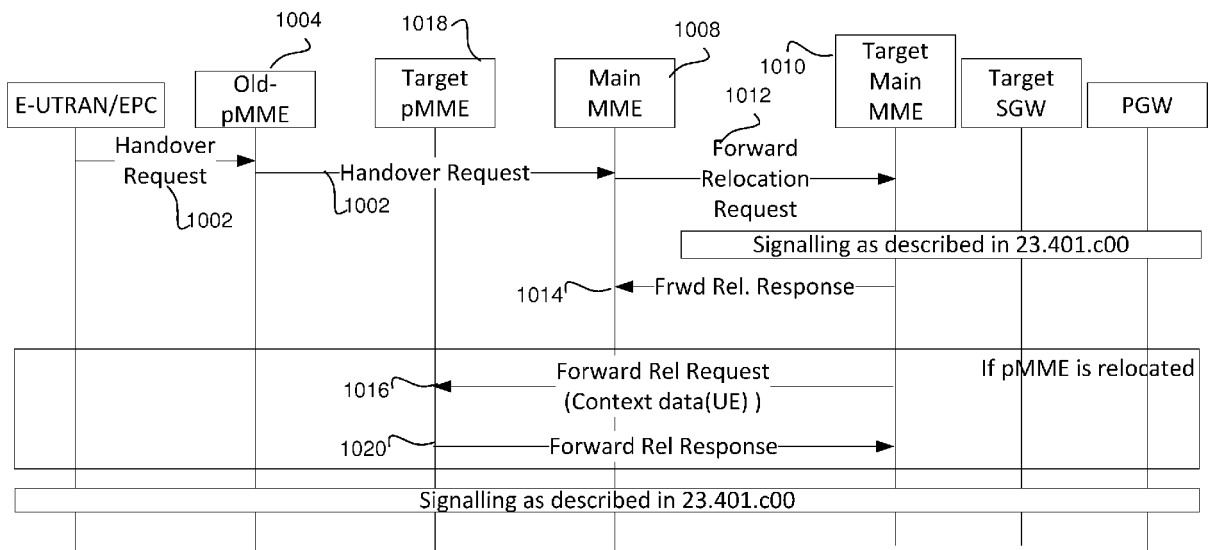 1004
1018
1008
1010
E-UTRAN/EPC
Old-
pMME
Target
pMME
Main
MME
Target
Main
MME
Target
SGW
PGW
1012
Handover
Request
1002
Handover Request
1002
Forward
Relocation
Request
Signalling as described in 23.401.c00
1014
Frwd Rel. Response
If pMME is relocated
1016
Forward Rel Request
(Context data(UE) )
1020
Forward Rel Response
Signalling as described in 23.401.c00